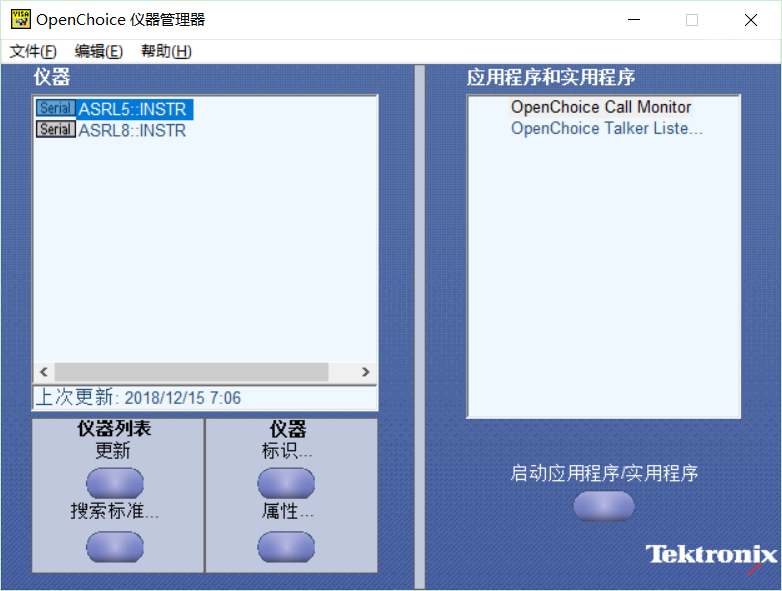 OpenChoice 仪器管理器
文件(F) 编辑(E) 帮助(H)
仪器
Serial ASRL5::INSTR
Serial ASRL8::INSTR
上次更新: 2018/12/15 7:06
仪器列表
更新
搜索标准...
仪器
标识...
属性...
应用程序和实用程序
OpenChoice Call Monitor
OpenChoice Talker Liste...
启动应用程序/实用程序
Tektronix